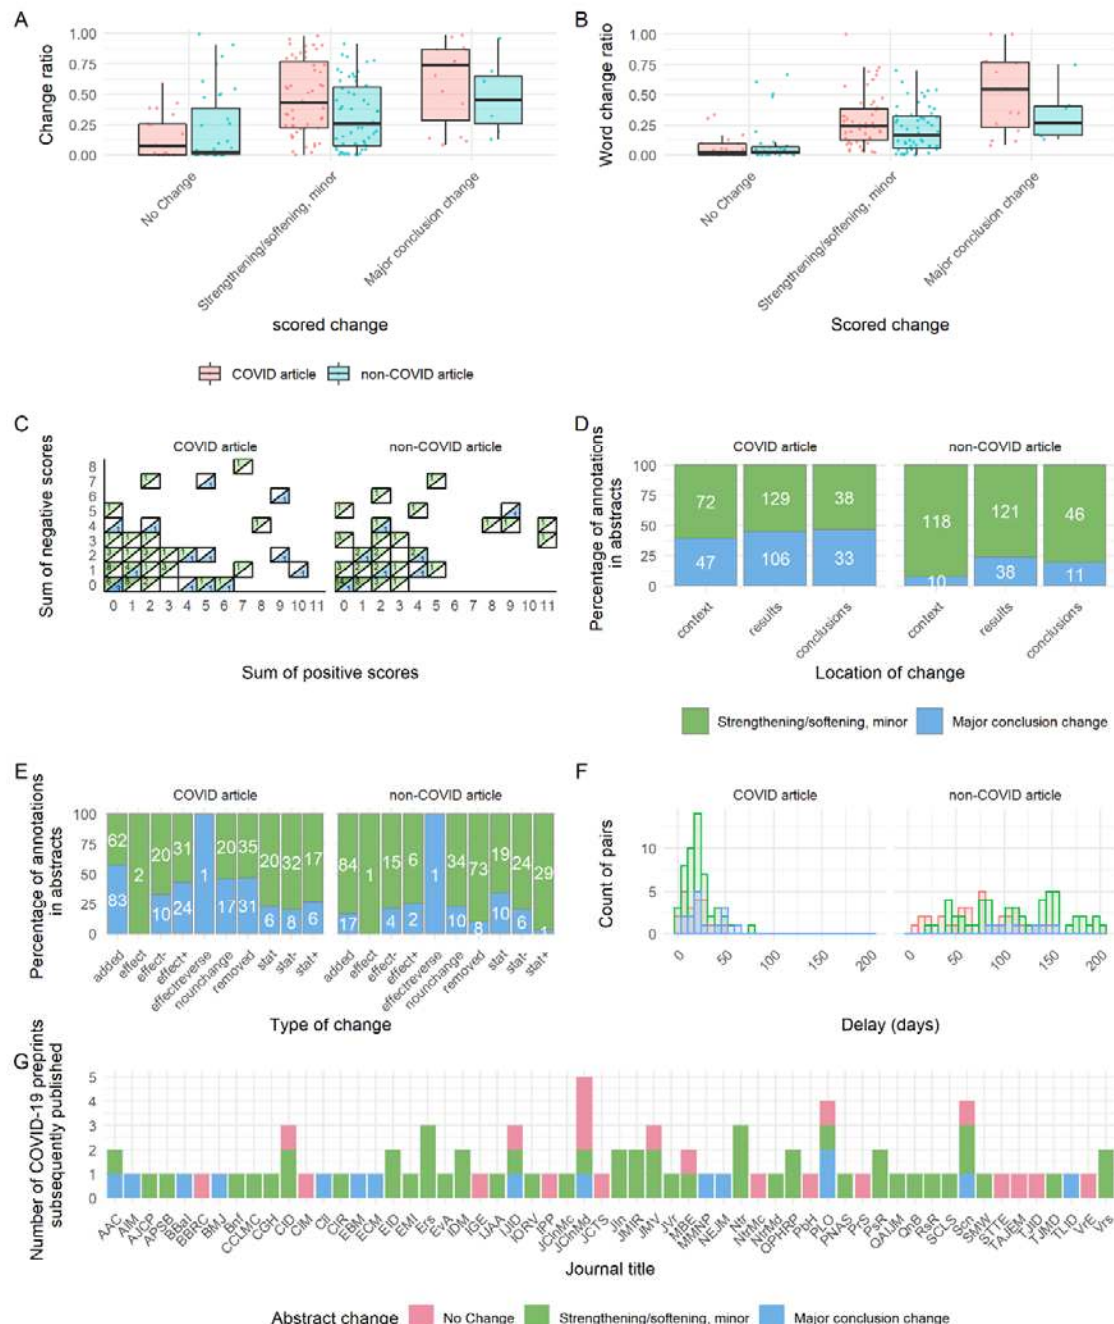 A
Change ratio
1.00
0.75
0.50
0.25
0.00
No Change
Strengthening/softening, minor
Major conclusion change
scored change
COVID article
non-COVID article
B
Word change ratio
1.00
0.75
0.50
0.25
0.00
No Change
Strengthening/softening, minor
Major conclusion change
Scored change
C
COVID article
non-COVID article
Sum of negative scores
8
7
6
5
4
3
2
1
0
0 1 2 3 4 5 6 7 8 9 10 11
0 1 2 3 4 5 6 7 8 9 10 11
Sum of positive scores
D
COVID article
non-COVID article
Percentage of annotations
in abstracts
100
75
50
25
0
72 129 38
47 106 33
118 121 46
10 38 11
context
results
conclusions
context
results
conclusions
Location of change
Strengthening/softening, minor
Major conclusion change
E
COVID article
non-COVID article
Percentage of annotations
in abstracts
100
75
50
25
0
62 2 20 31 20 35 20 32 17
83 10 24 1 17 31 6 8 6
84 1 15 6 34 73 19 24 29
17 4 2 1 10 8 10 6 1
added
effect
effect-
effect+
effectreverse
nounchange
removed
stat
stat-
stat+
added
effect
effect-
effect+
effectreverse
nounchange
removed
stat
stat-
stat+
Type of change
F
COVID article
non-COVID article
Count of pairs
10
5
0
0
50
100
150
200
0
50
100
150
200
Delay (days)
G
Number of COVID-19 preprints
subsequently published
5
4
3
2
1
0
AAC
AIM
AJCP
APSB
BBaI
BBRC
BMJ
Bnf
CCLMC
CGH
CID
CIM
CII
CIR
EBM
ECM
EID
EMI
Ers
EvA
IDM
IGE
IJAA
IJID
IORV
IPP
JClnMc
JClnMd
JCTS
JIn
JMIR
JMV
JVr
MBE
MMNP
NEJM
Ntr
NtrMc
NtrMd
OPHRP
PbH
PLO
PNAS
PrS
PsR
QAIJM
QnB
RsR
SCLS
Scn
SMW
STTE
TAJEM
TJID
TJMD
TLID
VrE
Vrs
Journal title
Abstract change
No Change
Strengthening/softening, minor
Major conclusion change